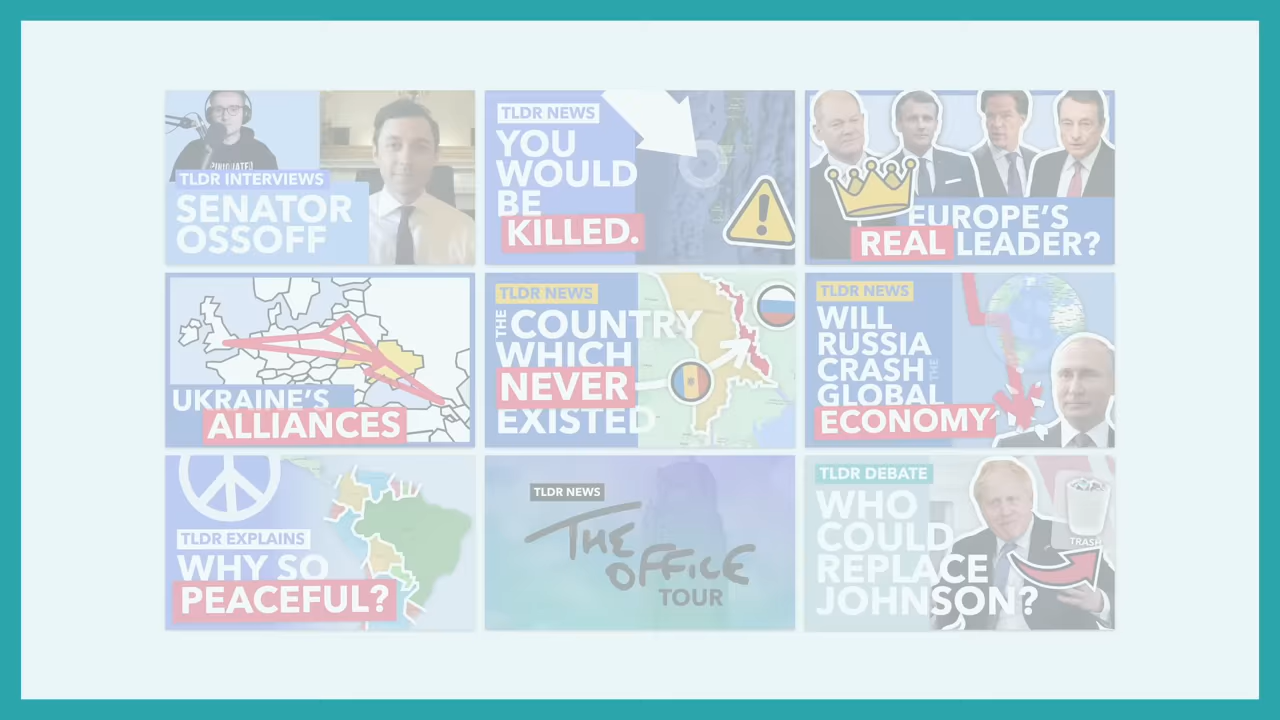 TLDR INTERVIEWS
SENATOR
OSSOFF
TLDR NEWS
YOU
WOULD
BE
KILLED.
EUROPE'S
REAL LEADER?
UKRAINE'S
ALLIANCES
TLDR NEWS
THE COUNTRY
WHICH
NEVER
EXISTED
TLDR NEWS
WILL
RUSSIA
CRASH THE
GLOBAL
ECONOMY
TLDR EXPLAINS
WHY SO
PEACEFUL?
TLDR NEWS
THE
OFFICE
TOUR
TLDR DEBATE
WHO
COULD
REPLACE
JOHNSON?
TRASH